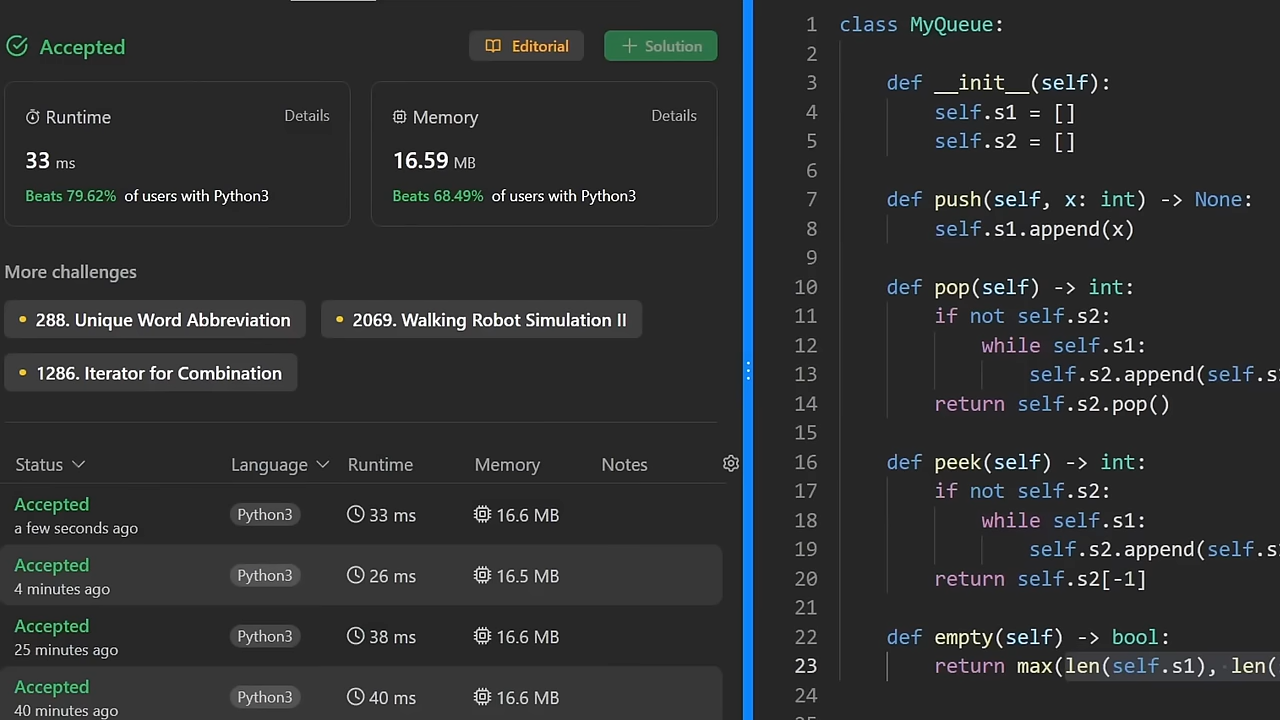 Accepted
Editorial
+ Solution
Runtime
Details
33 ms
Beats 79.62% of users with Python3
Memory
Details
16.59 MB
Beats 68.49% of users with Python3
More challenges
288. Unique Word Abbreviation
2069. Walking Robot Simulation II
1286. Iterator for Combination
Status Language Runtime Memory Notes
Accepted
a few seconds ago
Python3 33 ms 16.6 MB
Accepted
4 minutes ago
Python3 26 ms 16.5 MB
Accepted
25 minutes ago
Python3 38 ms 16.6 MB
Accepted
40 minutes ago
Python3 40 ms 16.6 MB
1 class MyQueue:
2
3 def __init__(self):
4 self.s1 = []
5 self.s2 = []
6
7 def push(self, x: int) -> None:
8 self.s1.append(x)
9
10 def pop(self) -> int:
11 if not self.s2:
12 while self.s1:
13 self.s2.append(self.s
14 return self.s2.pop()
15
16 def peek(self) -> int:
17 if not self.s2:
18 while self.s1:
19 self.s2.append(self.s
20 return self.s2[-1]
21
22 def empty(self) -> bool:
23 return max(len(self.s1), len(
24